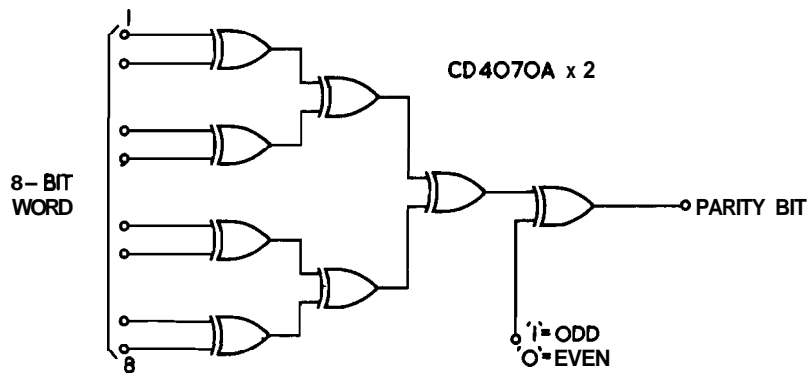 1
CD4070A x 2
8-BIT
WORD
PARITY BIT
'1'= ODD
'0'= EVEN
8